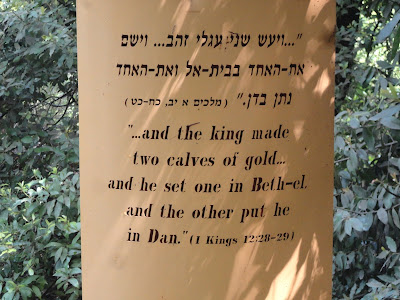 "...ויעש שני עגלי זהב... וישם
את-האחד בבית-אל ואת-האחד
נתן בדן." (מלכים א יב, כח-כט)
"...and the king made
two calves of gold...
and he set one in Beth-el
and the other put he
in Dan." (I Kings 12:28-29)